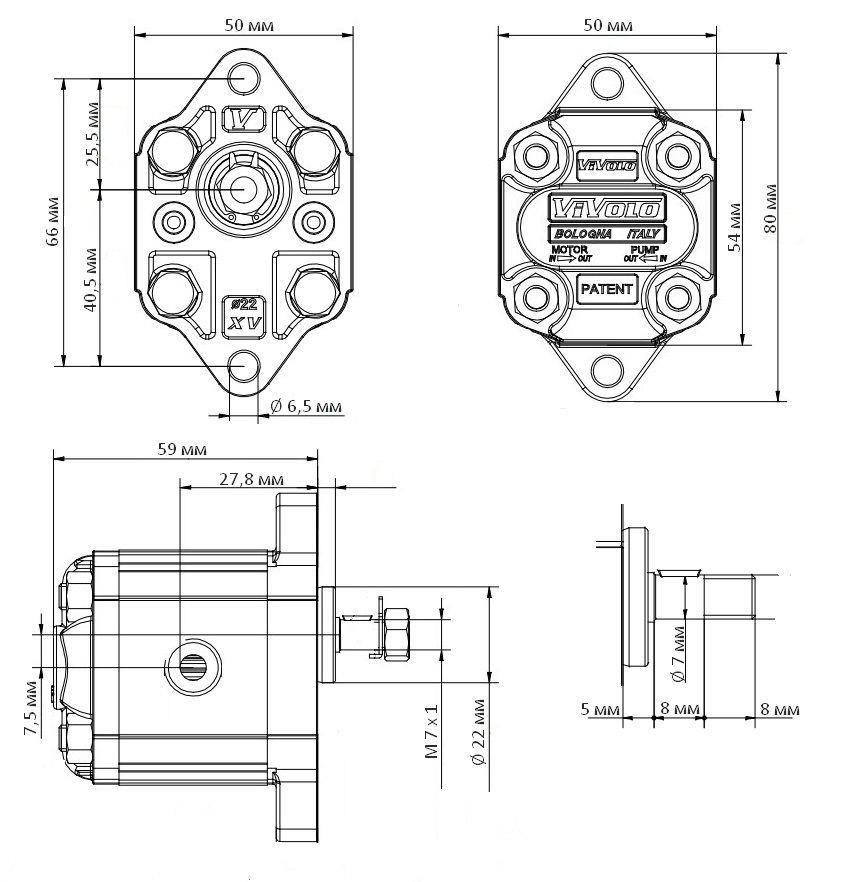 50 мм
50 мм
V
25,5 мм
66 мм
40,5 мм
ø22
XV
Ø 6,5 мм
ViVOLO
ViVOLO
BOLOGNA ITALY
MOTOR PUMP
IN OUT OUT IN
PATENT
54 мм
80 мм
59 мм
27,8 мм
7,5 мм
M 7 x 1
Ø 22 мм
Ø 7 мм
5 мм 8 мм 8 мм